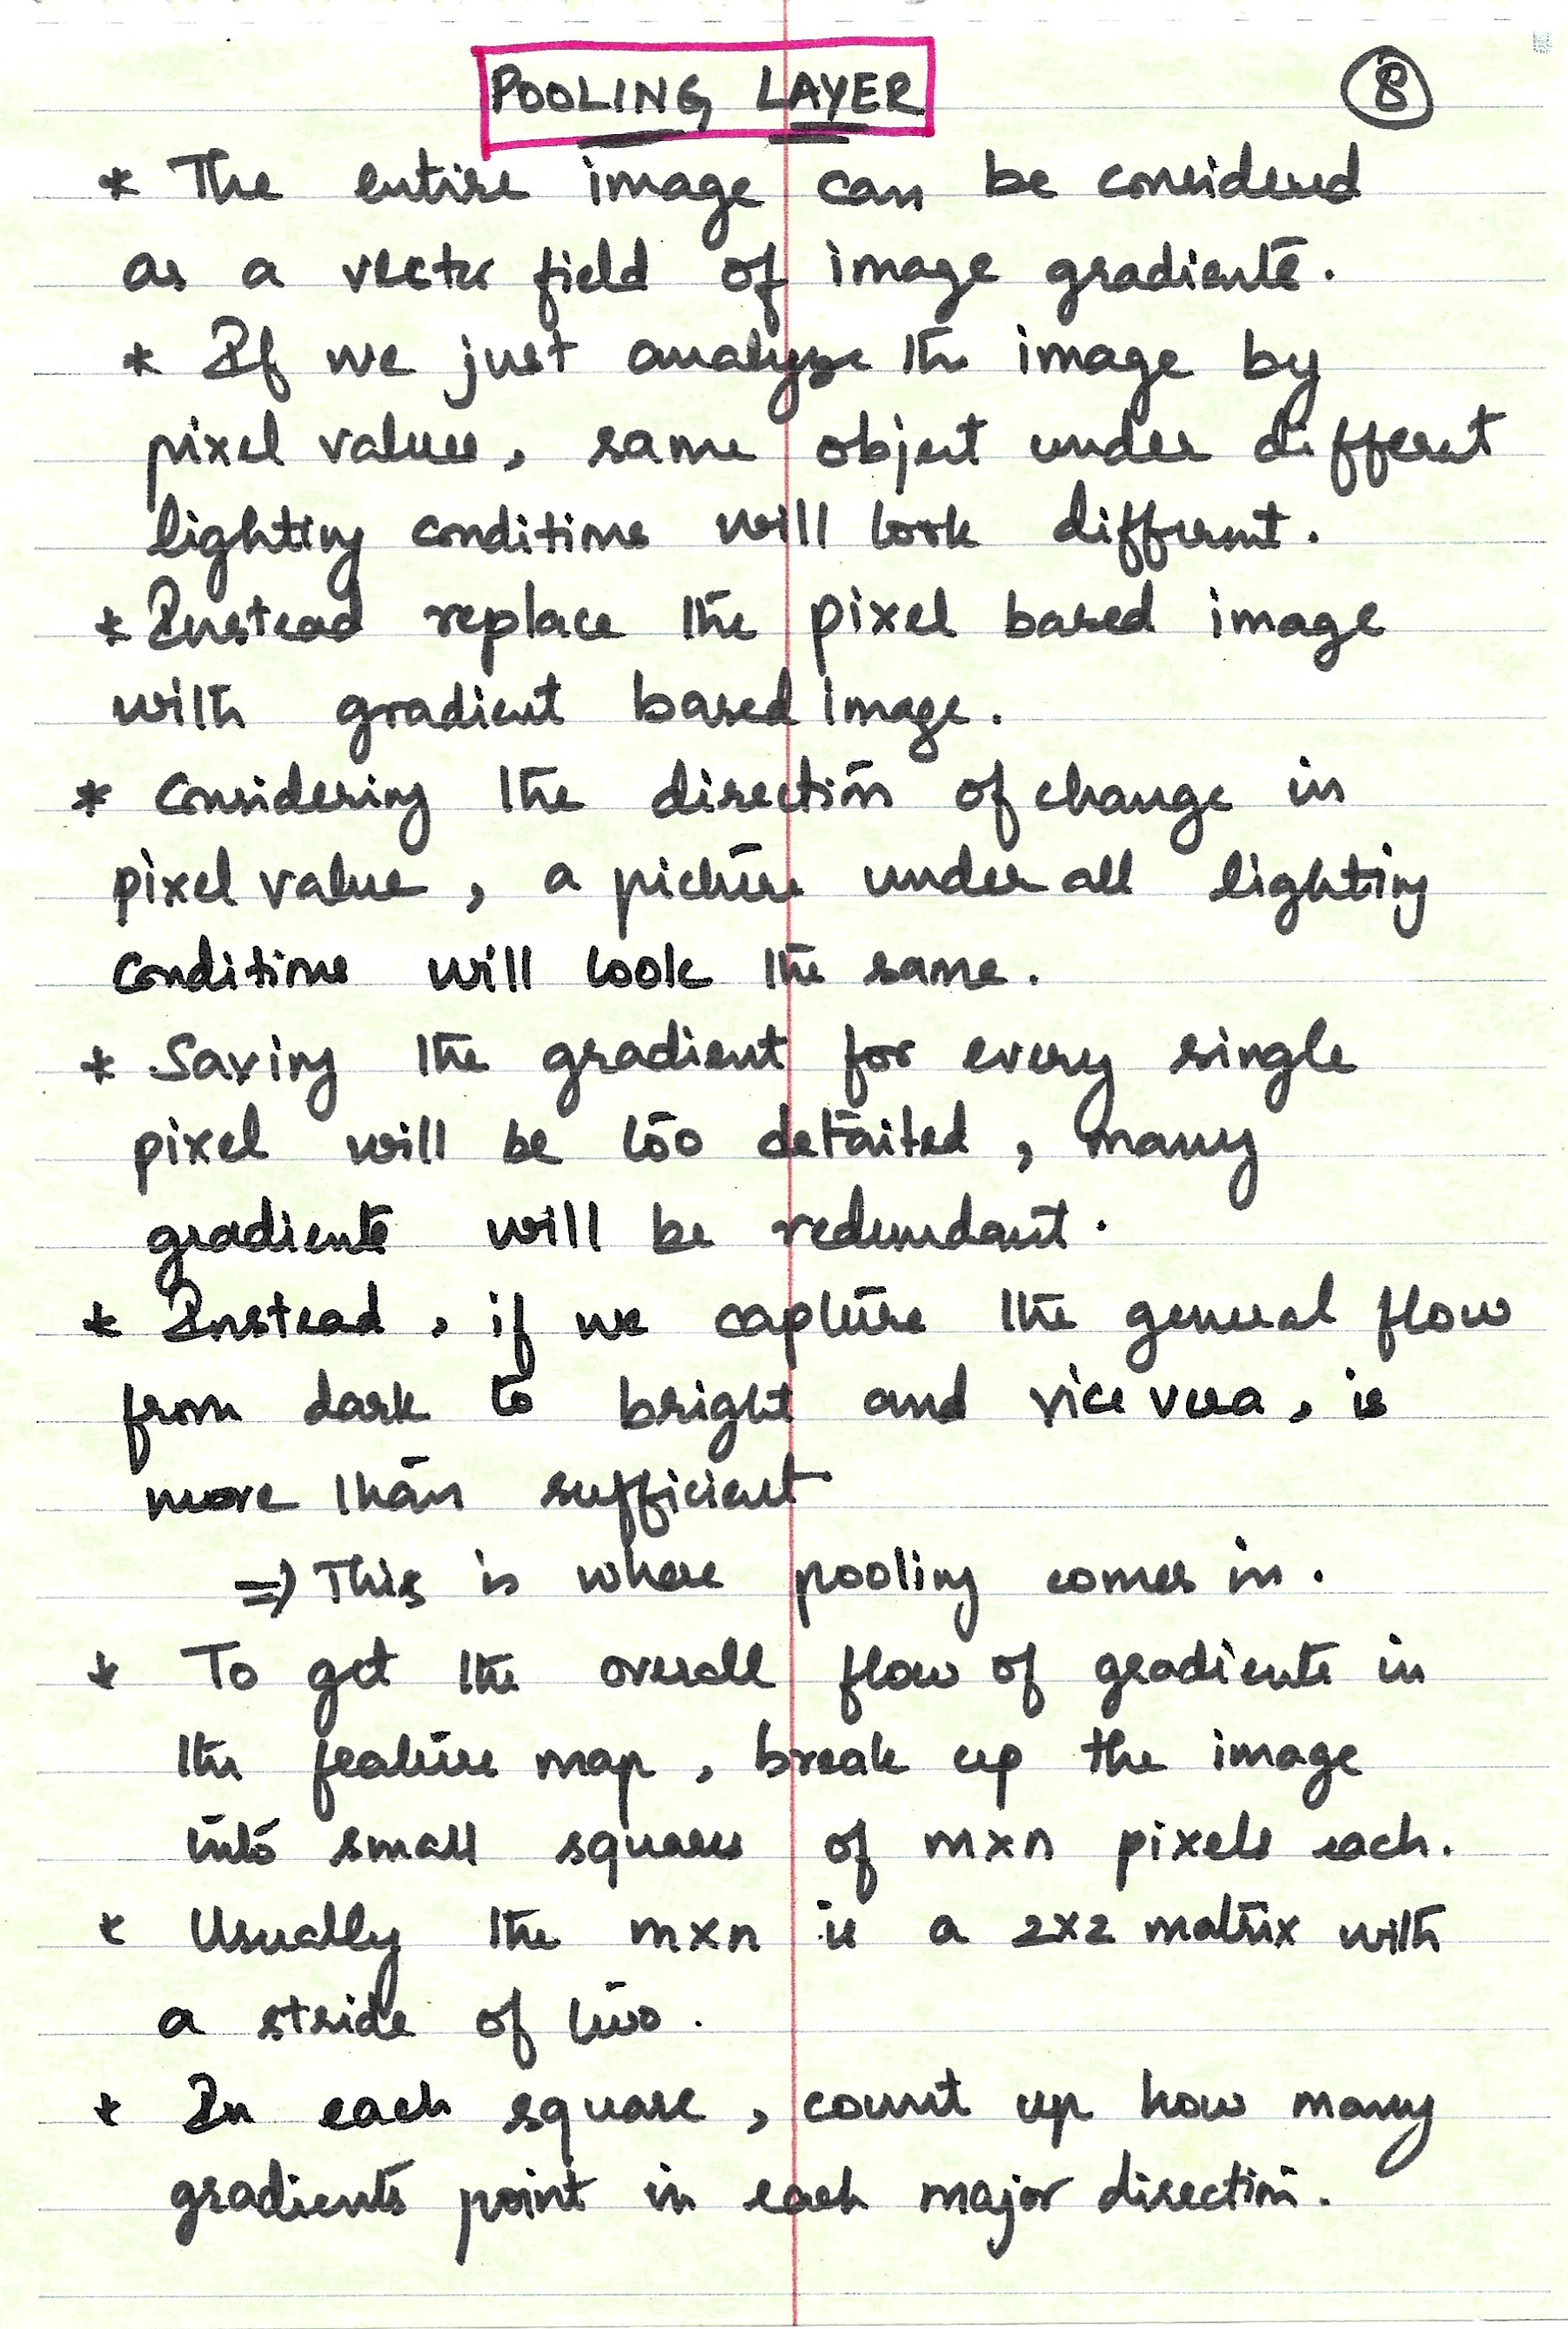 POOLING LAYER
8
* The entire image can be considered
as a vector field of image gradients.
* If we just analyze the image by
pixel values, same object under different
lighting conditions will look different.
* Instead replace the pixel based image
with gradient based image.
* Considering the direction of change in
pixel value, a picture under all lighting
conditions will look the same.
* Saving the gradient for every single
pixel will be too detailed, many
gradients will be redundant.
* Instead, if we capture the general flow
from dark to bright and vice versa, is
more than sufficient
=> This is where pooling comes in.
* To get the overall flow of gradients in
the feature map, break up the image
into small squares of mxn pixels each.
* Usually the mxn is a 2x2 matrix with
a stride of two.
* In each square, count up how many
gradients point in each major direction.